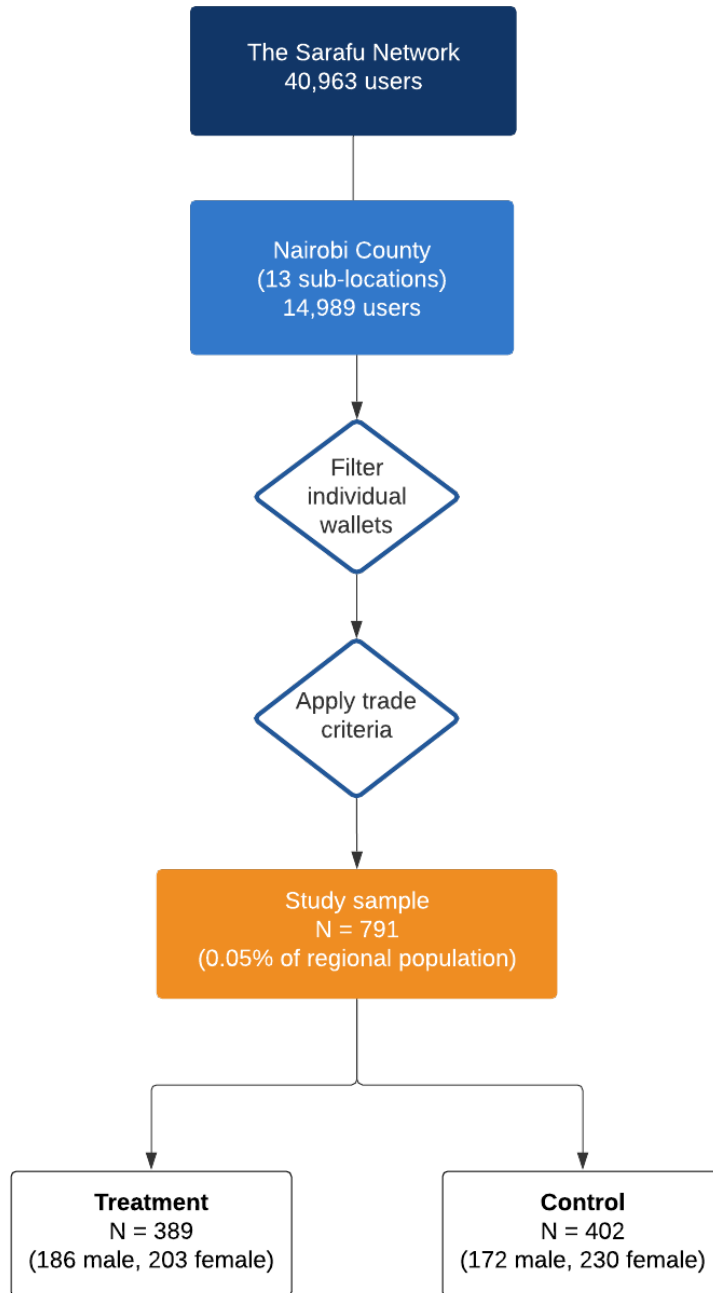 The Sarafu Network
40,963 users
Nairobi County
(13 sub-locations)
14,989 users
Filter
individual
wallets
Apply trade
criteria
Study sample
N = 791
(0.05% of regional population)
Treatment
N = 389
(186 male, 203 female)
Control
N = 402
(172 male, 230 female)